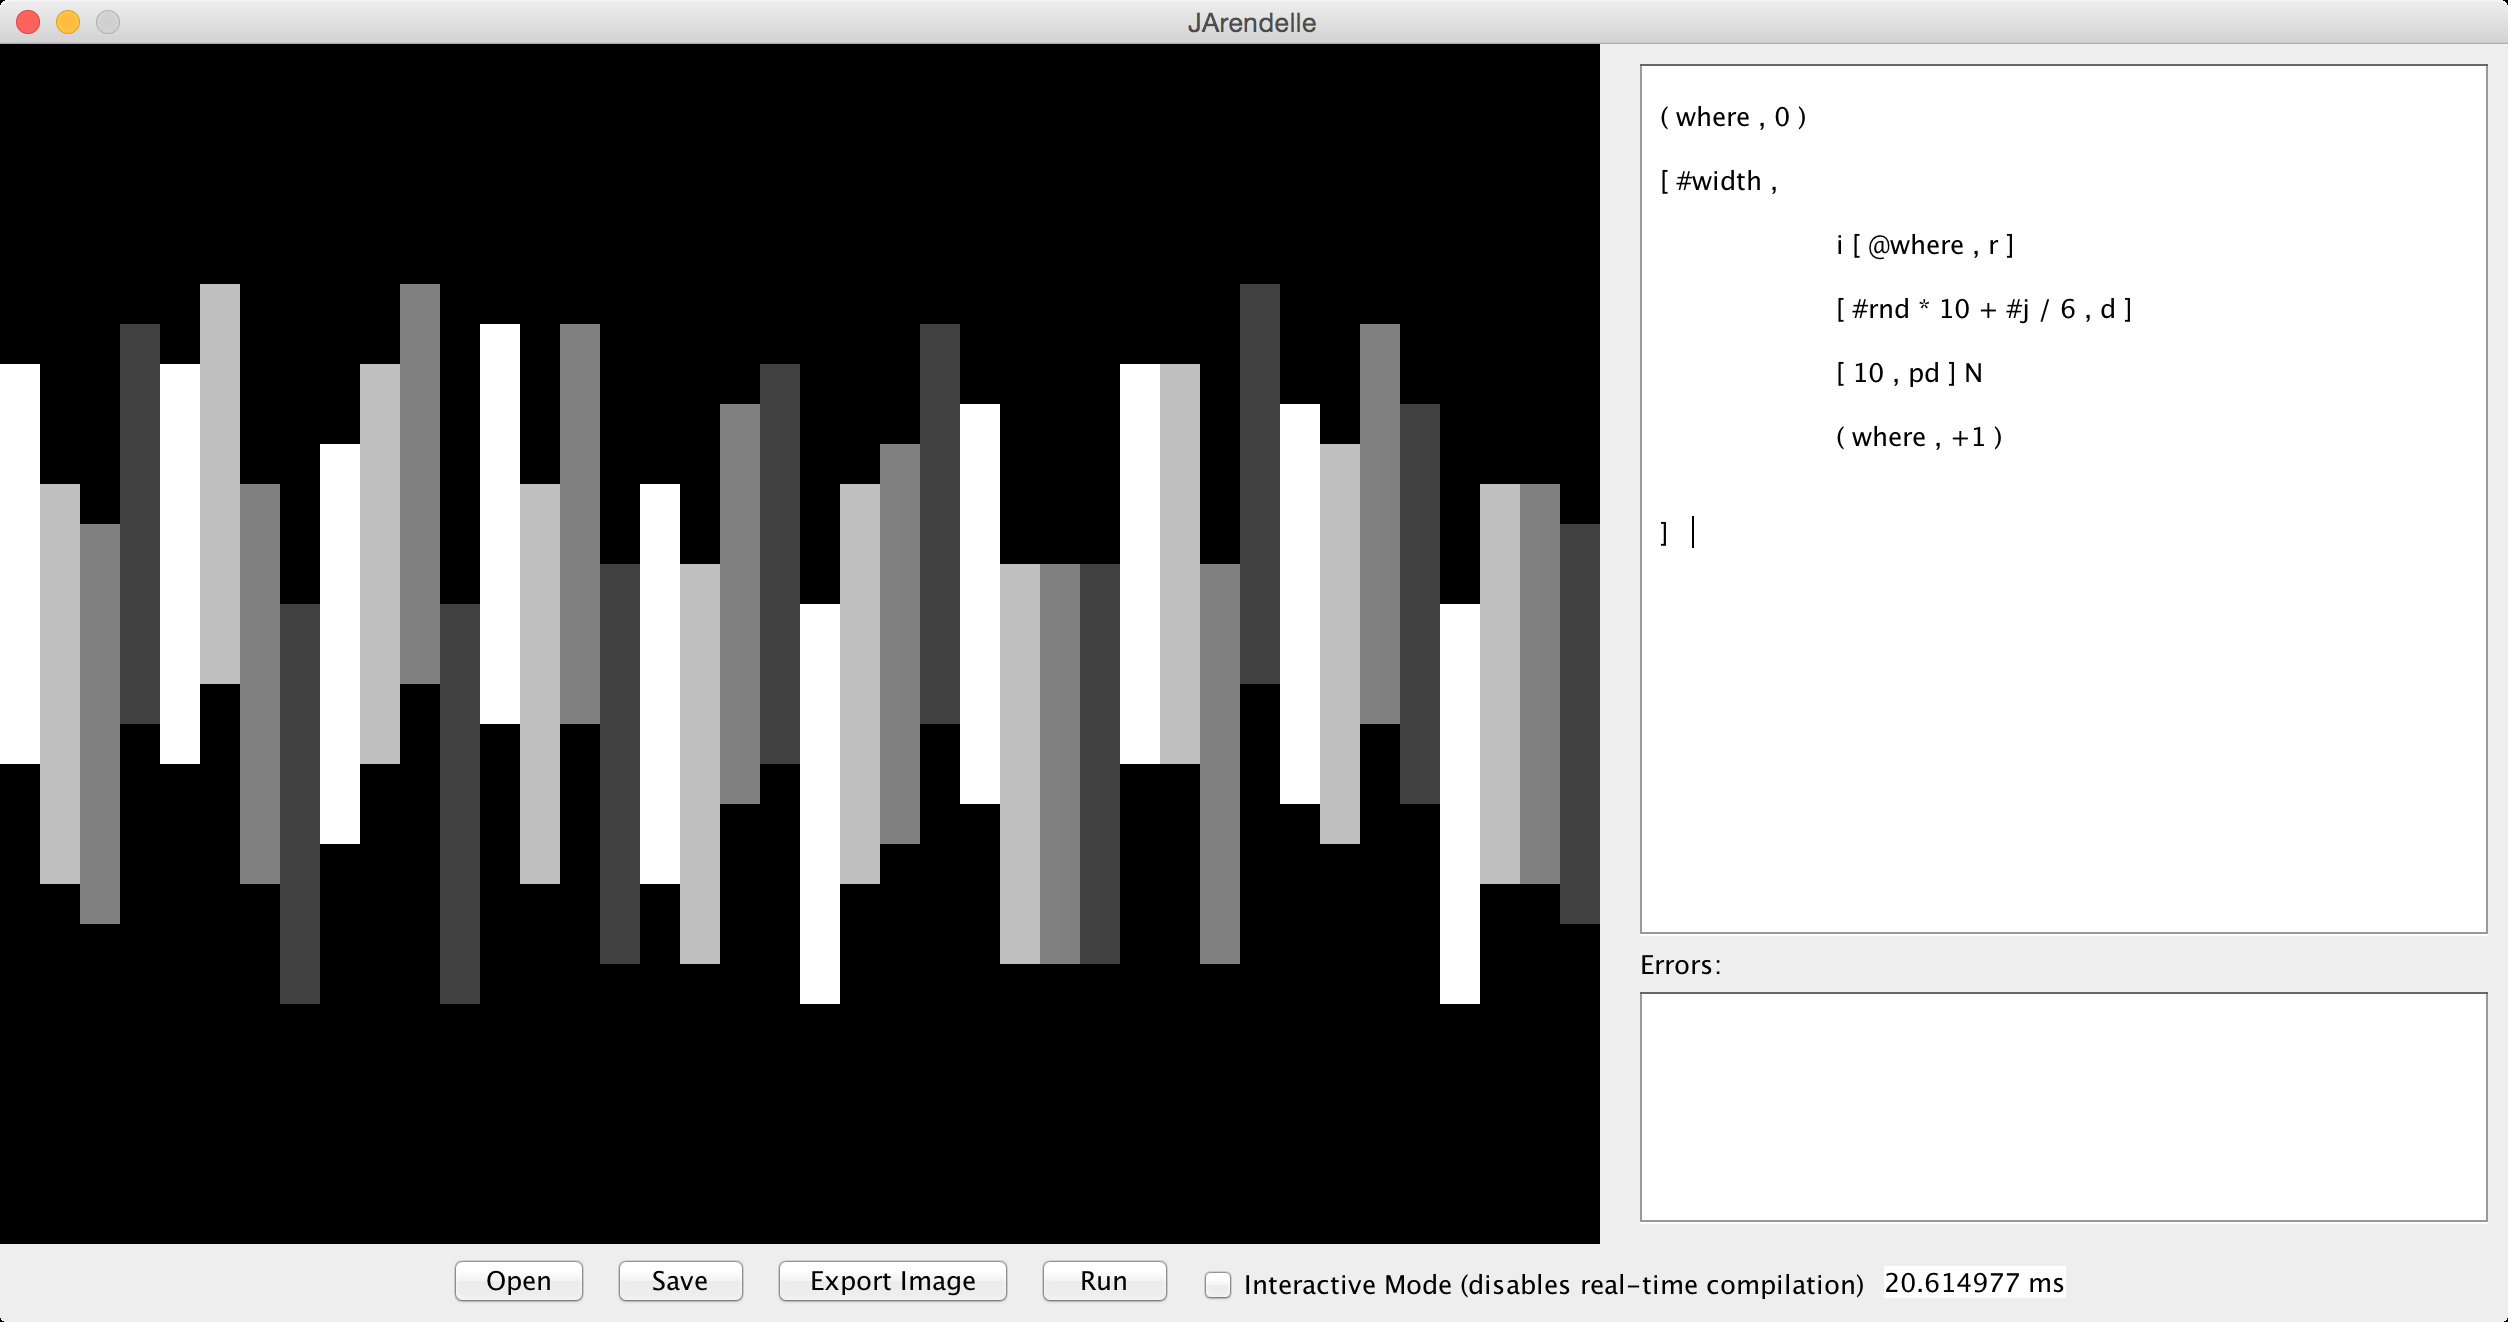 JArendelle
( where , 0 )
[ #width ,
i [ @where , r ]
[ #rnd * 10 + #j / 6 , d ]
[ 10 , pd ] N
( where , +1 )
]
Errors:
Open
Save
Export Image
Run
Interactive Mode (disables real-time compilation)
20.614977 ms